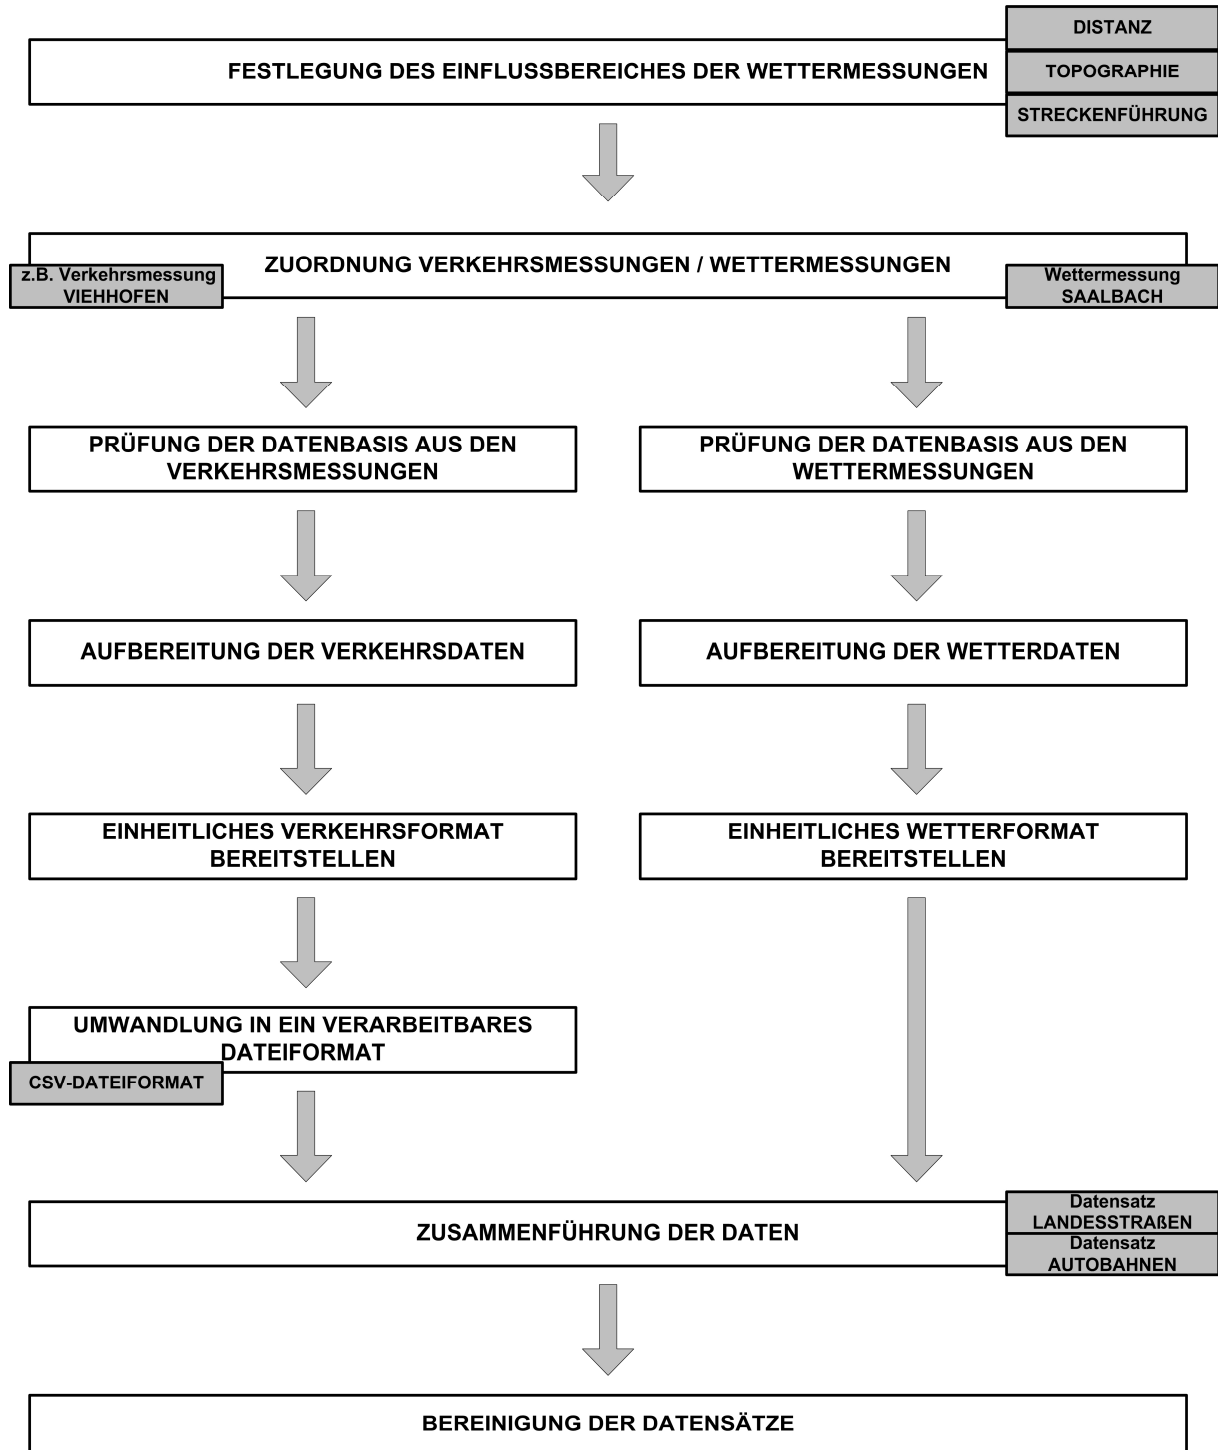 DISTANZ
FESTLEGUNG DES EINFLUSSBEREICHES DER WETTERMESSUNGEN
TOPOGRAPHIE
STRECKENFÜHRUNG
ZUORDNUNG VERKEHRSMESSUNGEN / WETTERMESSUNGEN
z.B. Verkehrsmessung
VIEHHOFEN
Wettermessung
SAALBACH
PRÜFUNG DER DATENBASIS AUS DEN
VERKEHRSMESSUNGEN
PRÜFUNG DER DATENBASIS AUS DEN
WETTERMESSUNGEN
AUFBEREITUNG DER VERKEHRSDATEN
AUFBEREITUNG DER WETTERDATEN
EINHEITLICHES VERKEHRSFORMAT
BEREITSTELLEN
EINHEITLICHES WETTERFORMAT
BEREITSTELLEN
UMWANDLUNG IN EIN VERARBEITBARES
DATEIFORMAT
CSV-DATEIFORMAT
ZUSAMMENFÜHRUNG DER DATEN
Datensatz
LANDESSTRAßEN
Datensatz
AUTOBAHNEN
BEREINIGUNG DER DATENSÄTZE